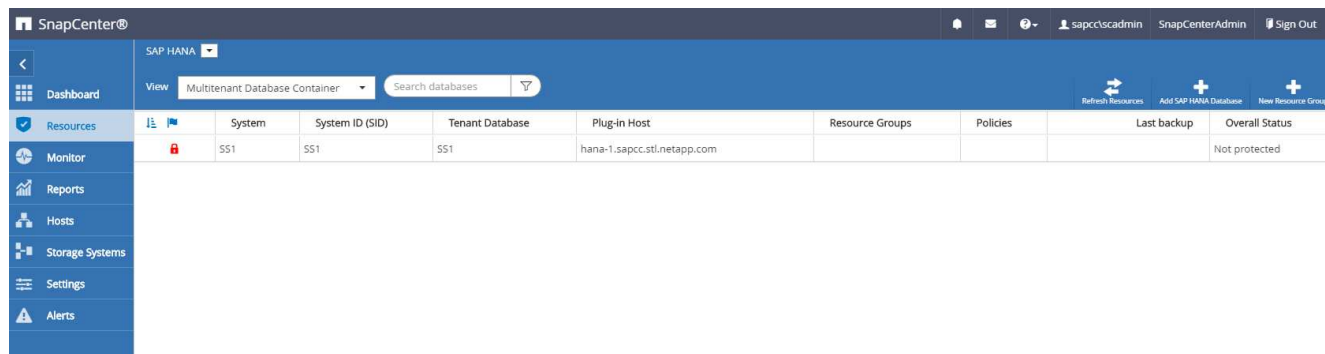 SnapCenter®
sapcc\scadmin SnapCenterAdmin Sign Out
SAP HANA
View Multitenant Database Container Search databases
Refresh Resources Add SAP HANA Database New Resource Grou
Dashboard
Resources
Monitor
Reports
Hosts
Storage Systems
Settings
Alerts
System System ID (SID) Tenant Database Plug-in Host Resource Groups Policies Last backup Overall Status
SS1 SS1 SS1 hana-1.sapcc.stl.netapp.com Not protected